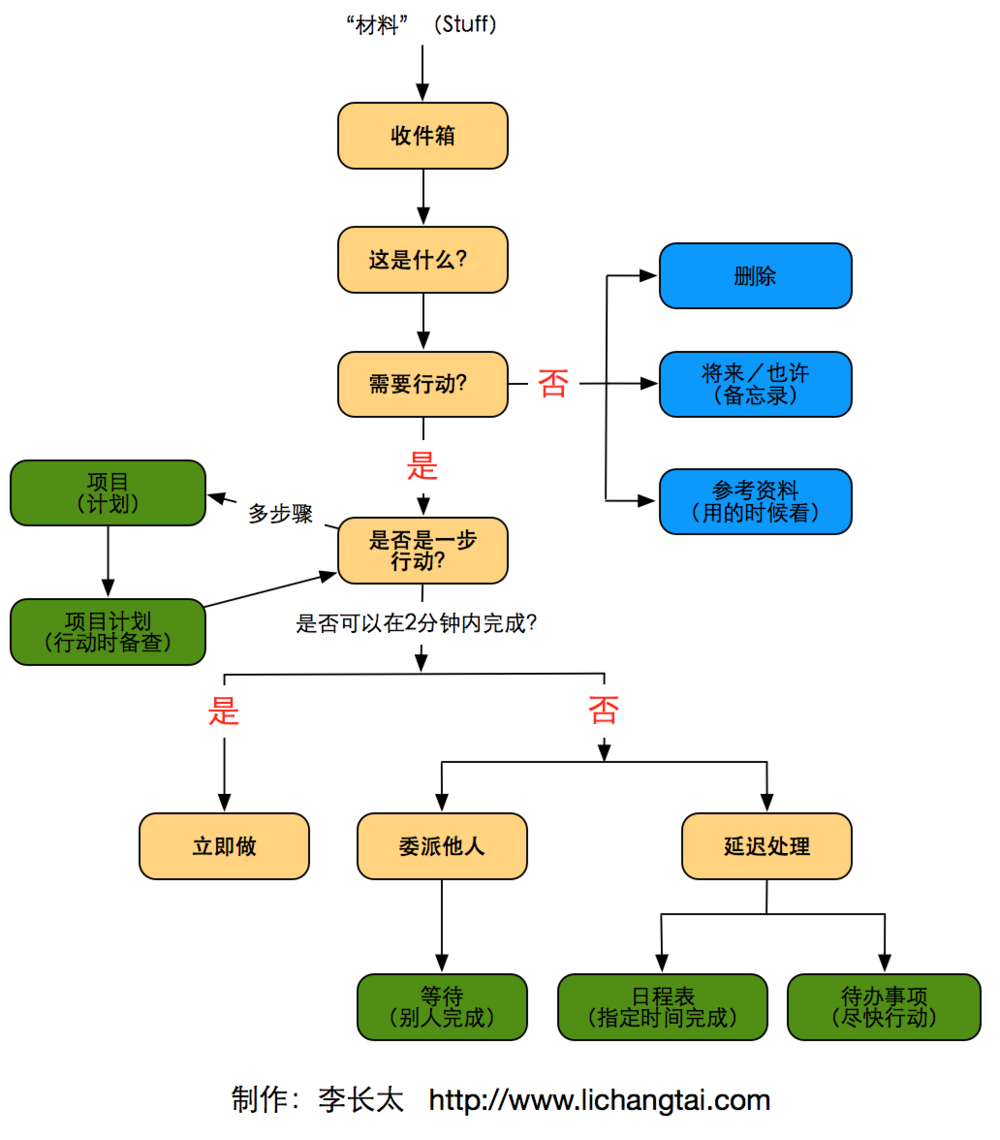 “材料” （Stuff）
收件箱
这是什么？
删除
需要行动？
否
将来／也许
（备忘录）
是
项目
（计划）
多步骤
参考资料
（用的时候看）
是否是一步
行动？
项目计划
（行动时备查）
是否可以在2分钟内完成？
是
否
立即做
委派他人
延迟处理
等待
（别人完成）
日程表
（指定时间完成）
待办事项
（尽快行动）
制作：李长太 http://www.lichangtai.com